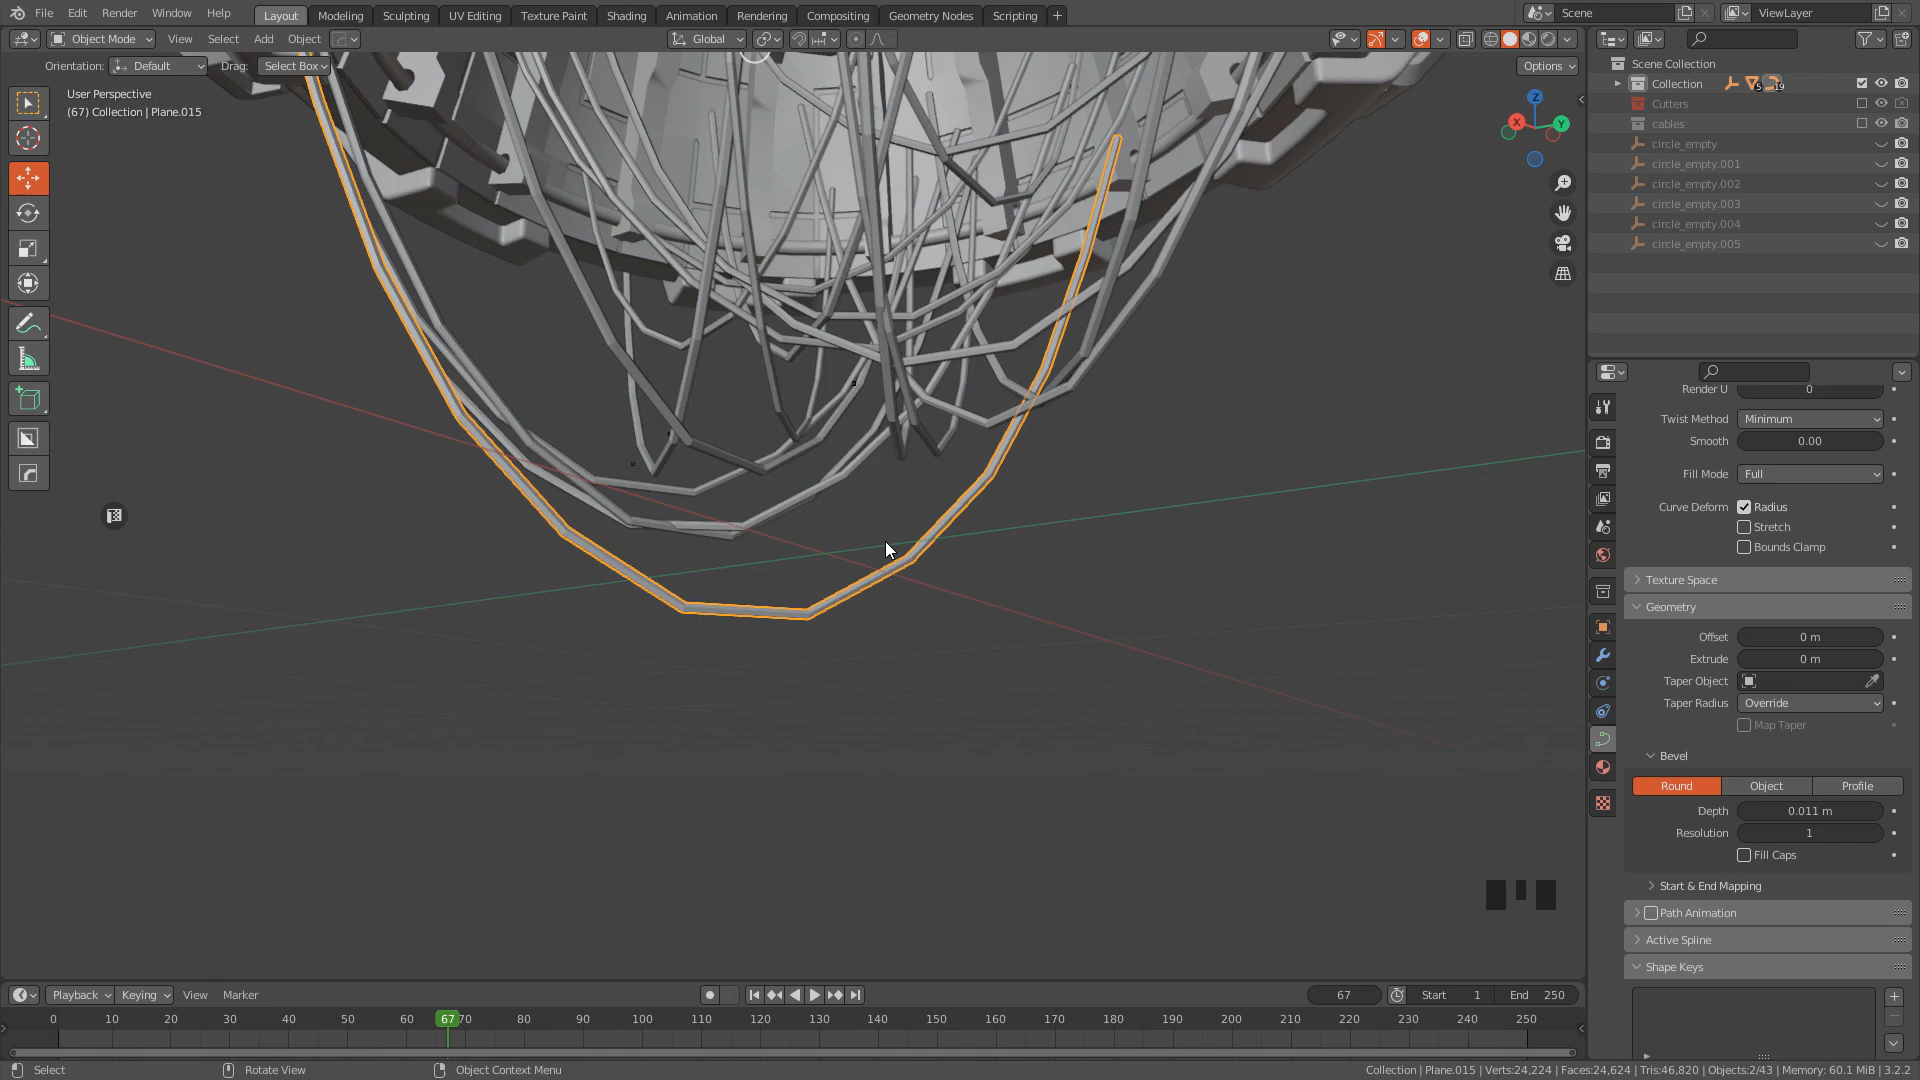 File Edit Render Window Help Layout Modeling Sculpting UV Editing Texture Paint Shading Animation Rendering Compositing Geometry Nodes Scripting + Scene ViewLayer
Object Mode View Select Add Object Global
Orientation: Default Drag: Select Box Options
User Perspective
(67) Collection | Plane.015
Z
X Y
Scene Collection
Collection 5 19
Cutters
cables
circle_empty
circle_empty.001
circle_empty.002
circle_empty.003
circle_empty.004
circle_empty.005
Render U 0
Twist Method Minimum
Smooth 0.00
Fill Mode Full
Curve Deform Radius
Stretch
Bounds Clamp
Texture Space
Geometry
Offset 0 m
Extrude 0 m
Taper Object
Taper Radius Override
Map Taper
Bevel
Round Object Profile
Depth 0.011 m
Resolution 1
Fill Caps
Start & End Mapping
Path Animation
Active Spline
Shape Keys
Playback Keying View Marker 67 Start 1 End 250
0 10 20 30 40 50 60 67 70 80 90 100 110 120 130 140 150 160 170 180 190 200 210 220 230 240 250
Select Rotate View Object Context Menu Collection | Plane.015 | Verts:24,224 | Faces:24,624 | Tris:46,820 | Objects:2/43 | Memory: 60.1 MiB | 3.2.2